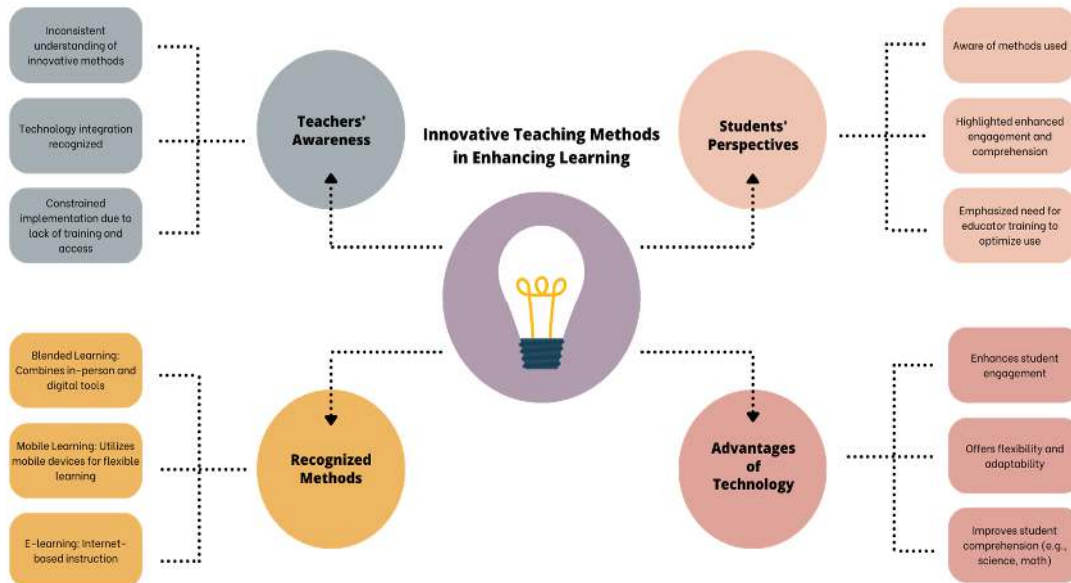 Inconsistent
understanding of
innovative methods
Technology integration
recognized
Constrained
implementation due to
lack of training and
access
Teachers'
Awareness
Innovative Teaching Methods
in Enhancing Learning
Students'
Perspectives
Aware of methods used
Highlighted enhanced
engagement and
comprehension
Emphasized need for
educator training to
optimize use
Blended Learning:
Combines in-person and
digital tools
Mobile Learning: Utilizes
mobile devices for flexible
learning
E-learning: Internet-
based instruction
Recognized
Methods
Advantages
of
Technology
Enhances student
engagement
Offers flexibility and
adaptability
Improves student
comprehension (e.g.,
science, math)